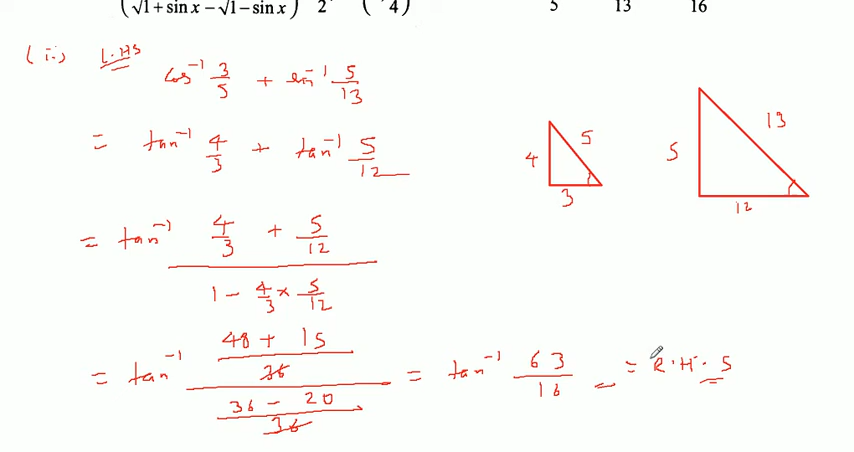 (√1+sin x − √1−sin x) 2 (4) 5 13 16
(ii) L.HS
cos⁻¹ 3/5 + sin⁻¹ 5/13
= tan⁻¹ 4/3 + tan⁻¹ 5/12
4 5 3
5 13 12
= tan⁻¹ (4/3 + 5/12) / (1 − 4/3 × 5/12)
= tan⁻¹ ((48 + 15)/36) / ((36 − 20)/36) = tan⁻¹ 63/16 = R.H.S